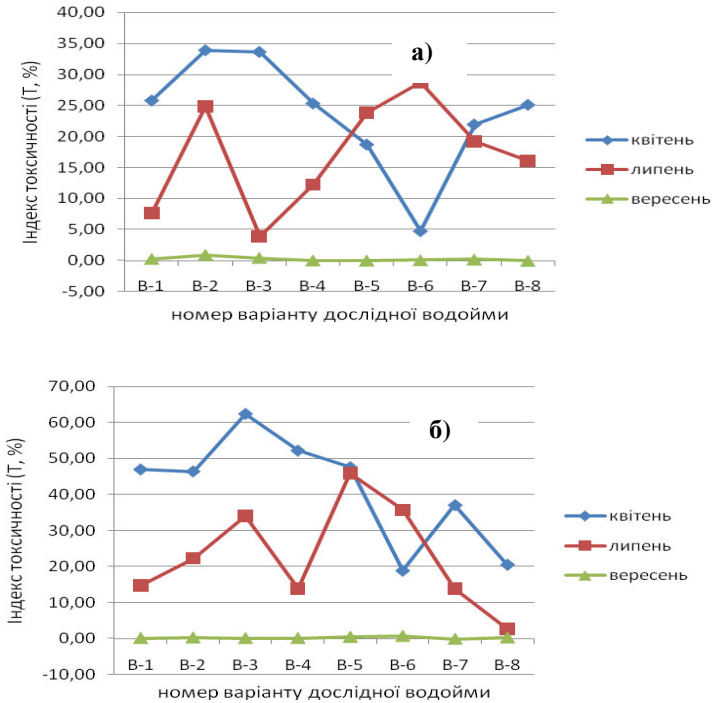 40,00
35,00
30,00
25,00
20,00
15,00
10,00
5,00
0,00
-5,00
Індекс токсичності (Т, %)
а)
В-1 В-2 В-3 В-4 В-5 В-6 В-7 В-8
номер варіанту дослідної водойми
квітень
липень
вересень
70,00
60,00
50,00
40,00
30,00
20,00
10,00
0,00
-10,00
Індекс токсичності (Т, %)
б)
В-1 В-2 В-3 В-4 В-5 В-6 В-7 В-8
номер варіанту дослідної водойми
квітень
липень
вересень